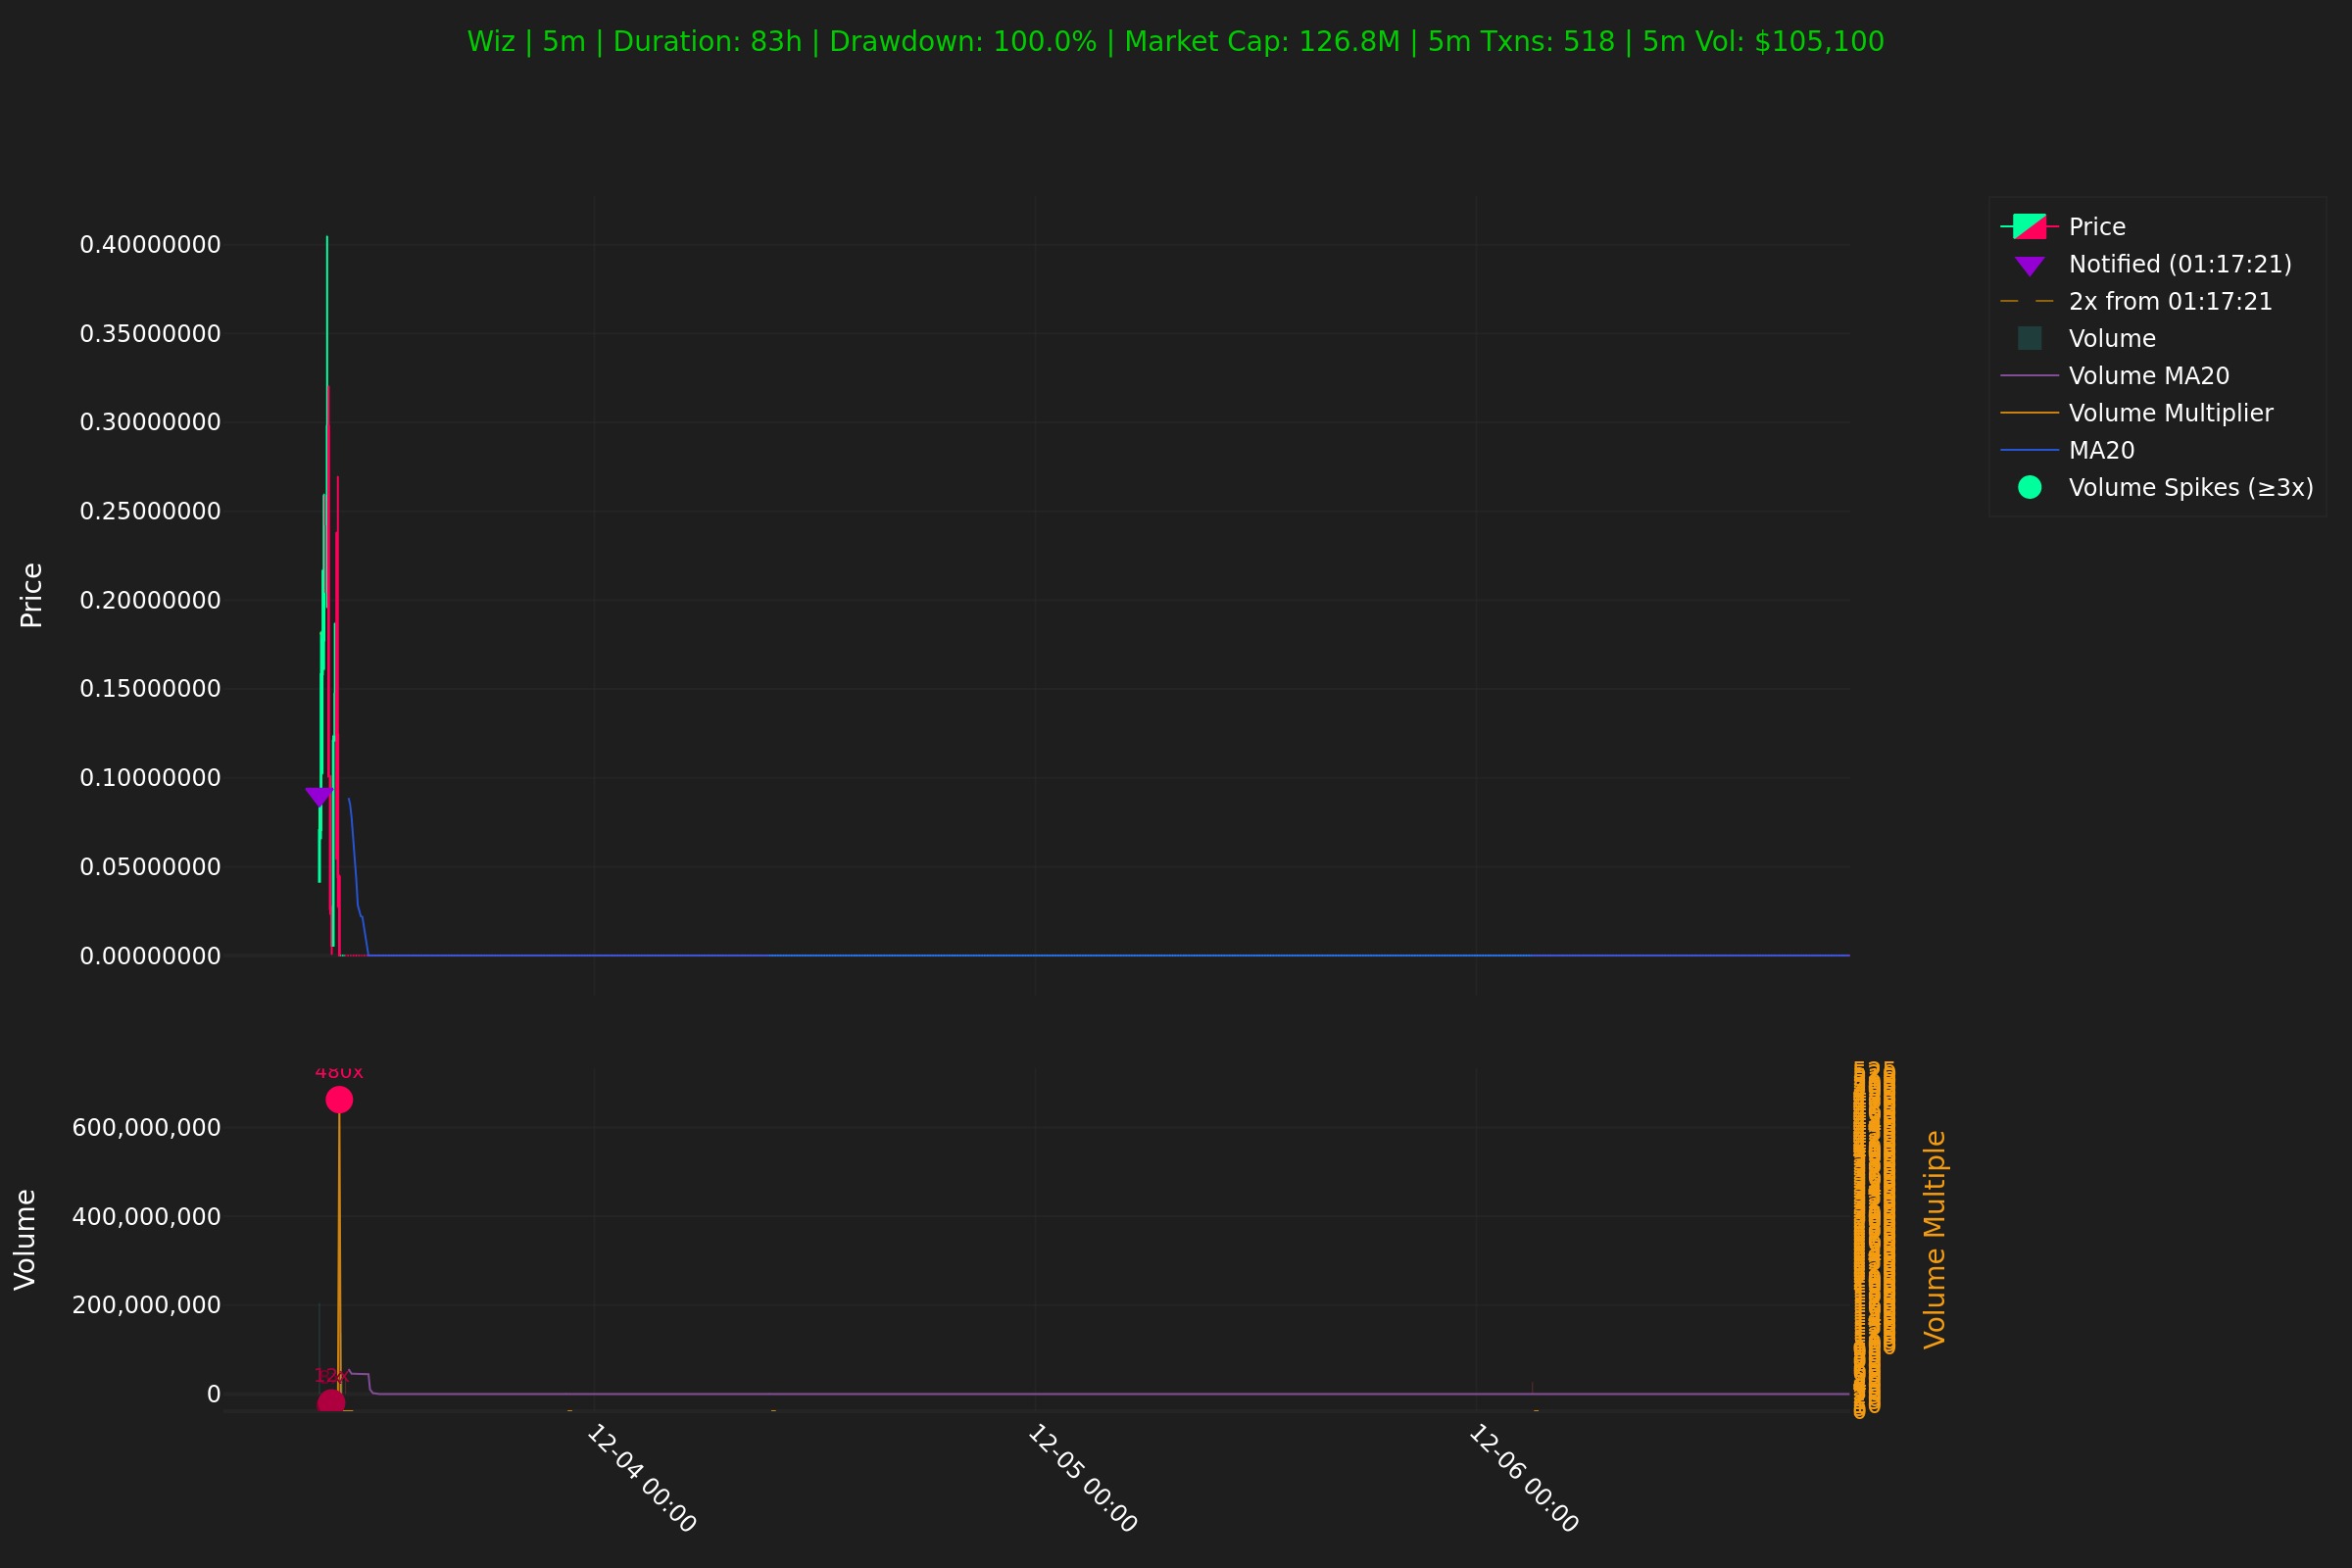 Wiz | 5m | Duration: 83h | Drawdown: 100.0% | Market Cap: 126.8M | 5m Txns: 518 | 5m Vol: $105,100
Price
0.40000000
0.35000000
0.30000000
0.25000000
0.20000000
0.15000000
0.10000000
0.05000000
0.00000000
Price
Notified (01:17:21)
2x from 01:17:21
Volume
Volume MA20
Volume Multiplier
MA20
Volume Spikes (≥3x)
Volume
600,000,000
400,000,000
200,000,000
0
480x
Volume Multiple
12-04 00:00
12-05 00:00
12-06 00:00